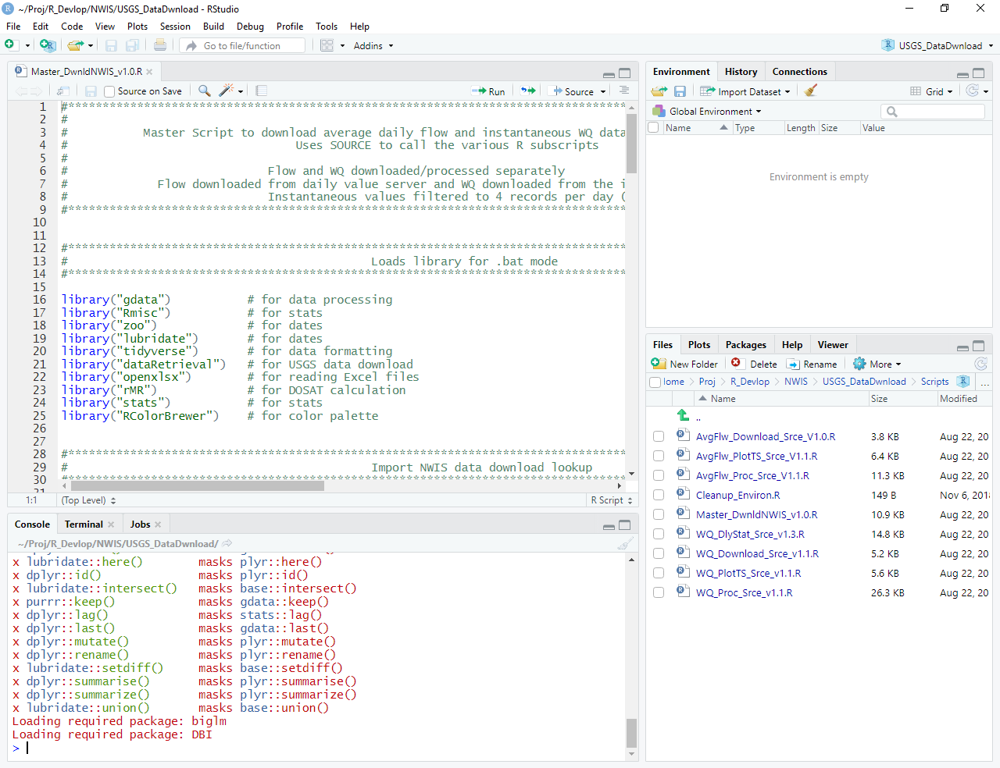 ~/Proj/R_Devlop/NWIS/USGS_DataDwnload - RStudio
File Edit Code View Plots Session Build Debug Profile Tools Help
Go to file/function Addins USGS_DataDwnload
Master_DwnldNWIS_v1.0.R
Source on Save Run Source
1 #*********************************************************************************
2 #
3 # Master Script to download average daily flow and instantaneous WQ data
4 # Uses SOURCE to call the various R subscripts
5 #
6 # Flow and WQ downloaded/processed separately
7 # Flow downloaded from daily value server and WQ downloaded from the i
8 # Instantaneous values filtered to 4 records per day (
9 #*********************************************************************************
10
11
12 #*********************************************************************************
13 # Loads library for .bat mode
14 #*********************************************************************************
15
16 library("gdata") # for data processing
17 library("Rmisc") # for stats
18 library("zoo") # for dates
19 library("lubridate") # for dates
20 library("tidyverse") # for data formatting
21 library("dataRetrieval") # for USGS data download
22 library("openxlsx") # for reading Excel files
23 library("rMR") # for DOSAT calculation
24 library("stats") # for stats
25 library("RColorBrewer") # for color palette
26
27
28 #*********************************************************************************
29 # Import NWIS data download lookup
30 #*********************************************************************************
31
1:1 (Top Level) R Script
Console Terminal Jobs
~/Proj/R_Devlop/NWIS/USGS_DataDwnload/
x lubridate::here() masks plyr::here()
x dplyr::id() masks plyr::id()
x lubridate::intersect() masks base::intersect()
x purrr::keep() masks gdata::keep()
x dplyr::lag() masks stats::lag()
x dplyr::last() masks gdata::last()
x dplyr::mutate() masks plyr::mutate()
x dplyr::rename() masks plyr::rename()
x lubridate::setdiff() masks base::setdiff()
x dplyr::summarise() masks plyr::summarise()
x dplyr::summarize() masks plyr::summarize()
x lubridate::union() masks base::union()
Loading required package: biglm
Loading required package: DBI
>
Environment History Connections
Import Dataset Grid
Global Environment
Name Type Length Size Value
Environment is empty
Files Plots Packages Help Viewer
New Folder Delete Rename More
lome Proj R_Devlop NWIS USGS_DataDwnload Scripts ...
Name Size Modified
..
AvgFlw_Download_Srce_V1.0.R 3.8 KB Aug 22, 20
AvgFlw_PlotTS_Srce_V1.1.R 6.4 KB Aug 22, 20
AvgFlw_Proc_Srce_V1.1.R 11.3 KB Aug 22, 20
Cleanup_Environ.R 149 B Nov 6, 2018
Master_DwnldNWIS_v1.0.R 10.9 KB Aug 22, 20
WQ_DlyStat_Srce_v1.3.R 14.8 KB Aug 22, 20
WQ_Download_Srce_v1.1.R 5.2 KB Aug 22, 20
WQ_PlotTS_Srce_v1.1.R 5.6 KB Aug 22, 20
WQ_Proc_Srce_v1.1.R 26.3 KB Aug 22, 20